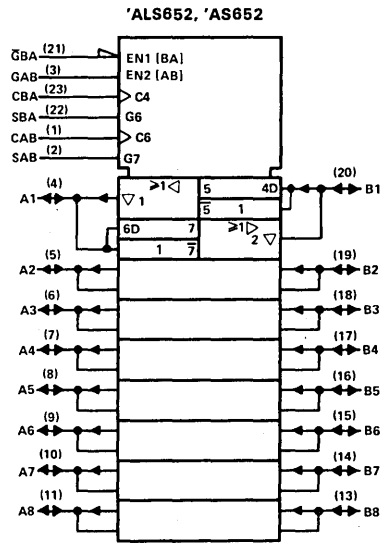 'ALS652, 'AS652
G̅BA (21) EN1 [BA]
GAB (3) EN2 [AB]
CBA (23) C4
SBA (22) G6
CAB (1) C6
SAB (2) G7
A1 (4) ≥1 ▽1 5 4D (20) B1
5̅ 1
6D 7 ≥1 2▽
1 7̅
A2 (5) (19) B2
A3 (6) (18) B3
A4 (7) (17) B4
A5 (8) (16) B5
A6 (9) (15) B6
A7 (10) (14) B7
A8 (11) (13) B8